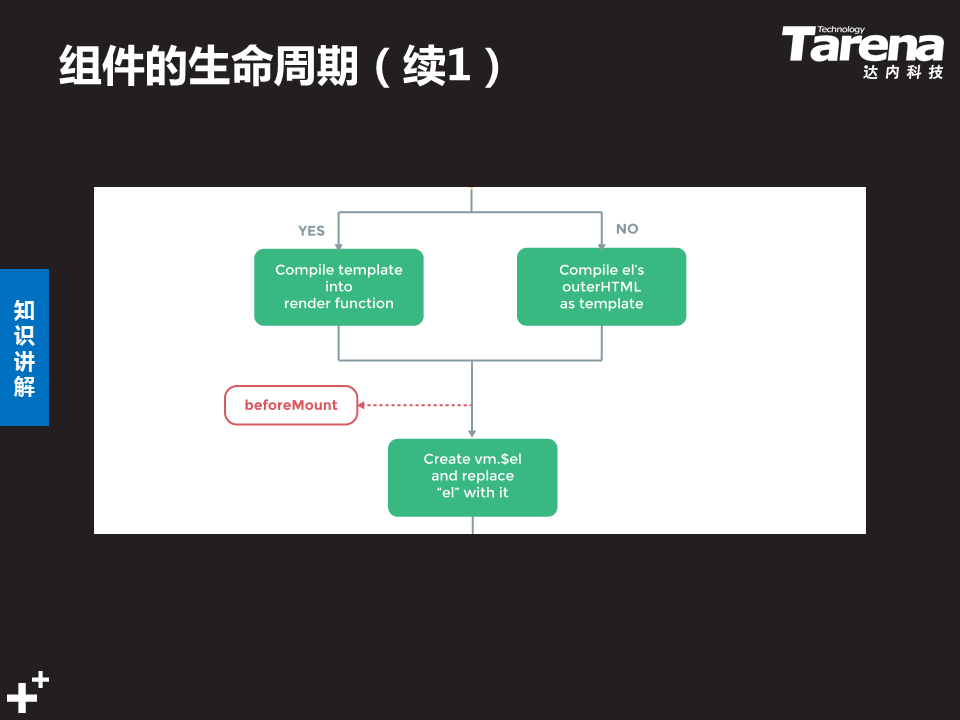 组件的生命周期（续1）
Technology
Tarena
达内科技
知识讲解
YES
NO
Compile template
into
render function
Compile el’s
outerHTML
as template
beforeMount
Create vm.$el
and replace
“el” with it